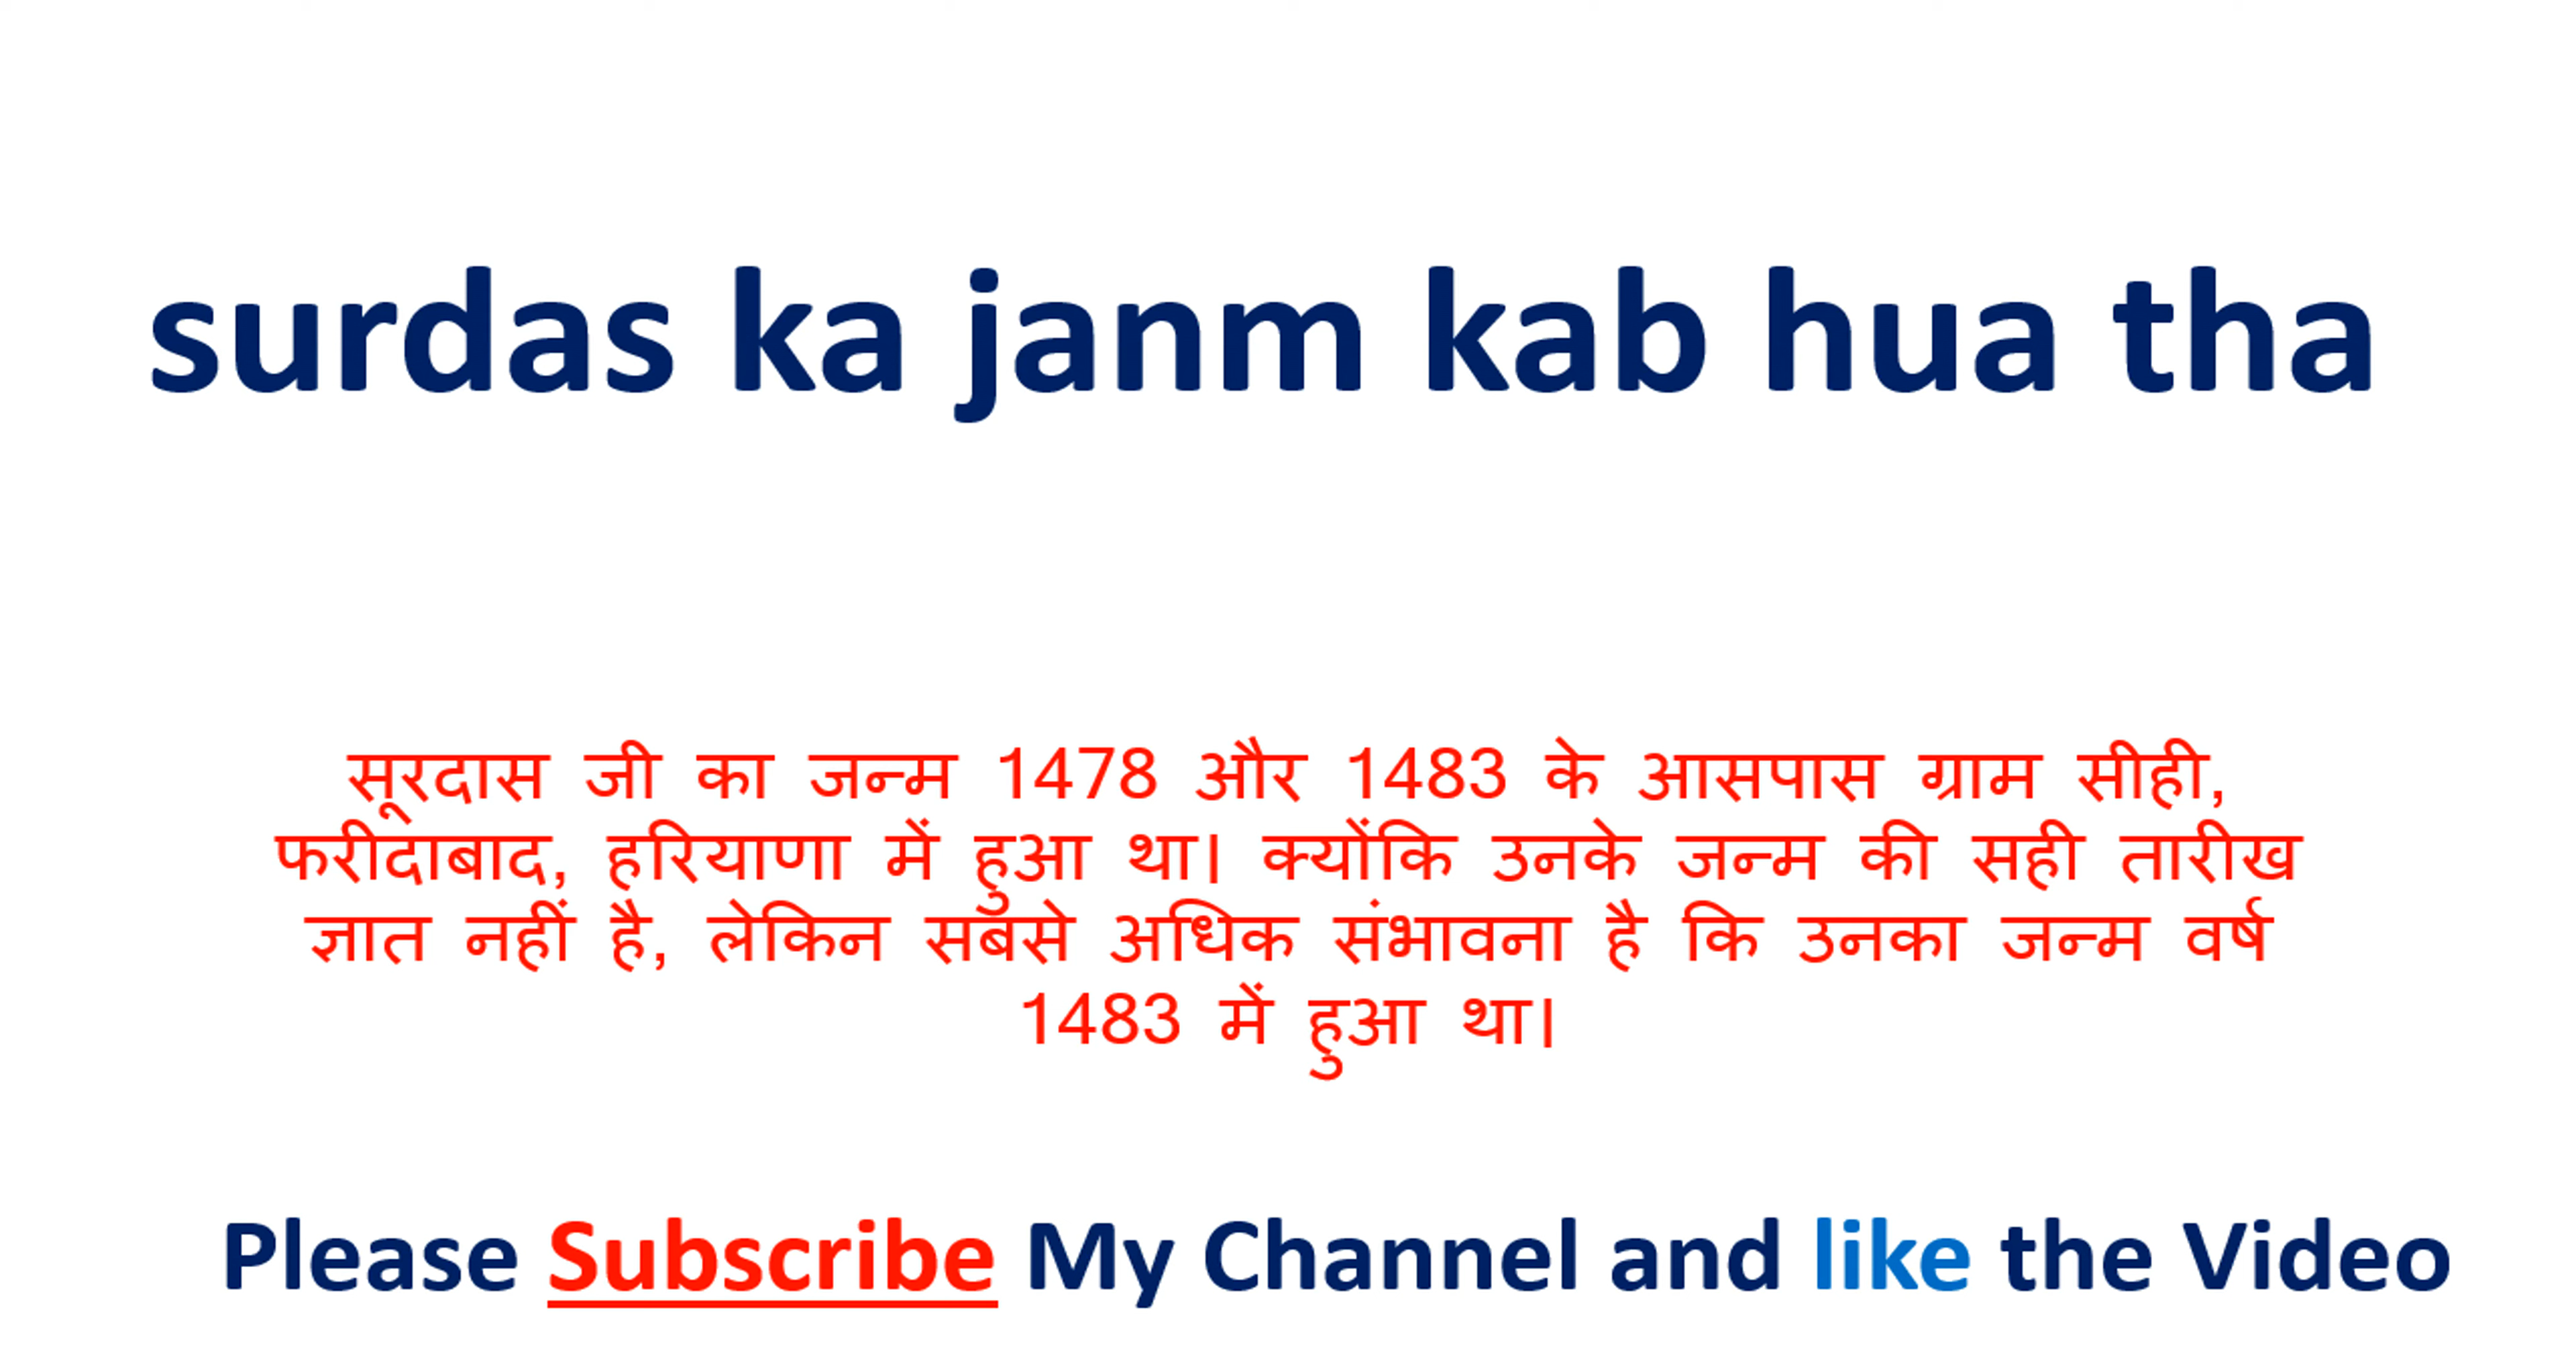 surdas ka janm kab hua tha
सूरदास जी का जन्म 1478 और 1483 के आसपास ग्राम सीही,
फरीदाबाद, हरियाणा में हुआ था। क्योंकि उनके जन्म की सही तारीख
ज्ञात नहीं है, लेकिन सबसे अधिक संभावना है कि उनका जन्म वर्ष
1483 में हुआ था।
Please Subscribe My Channel and like the Video